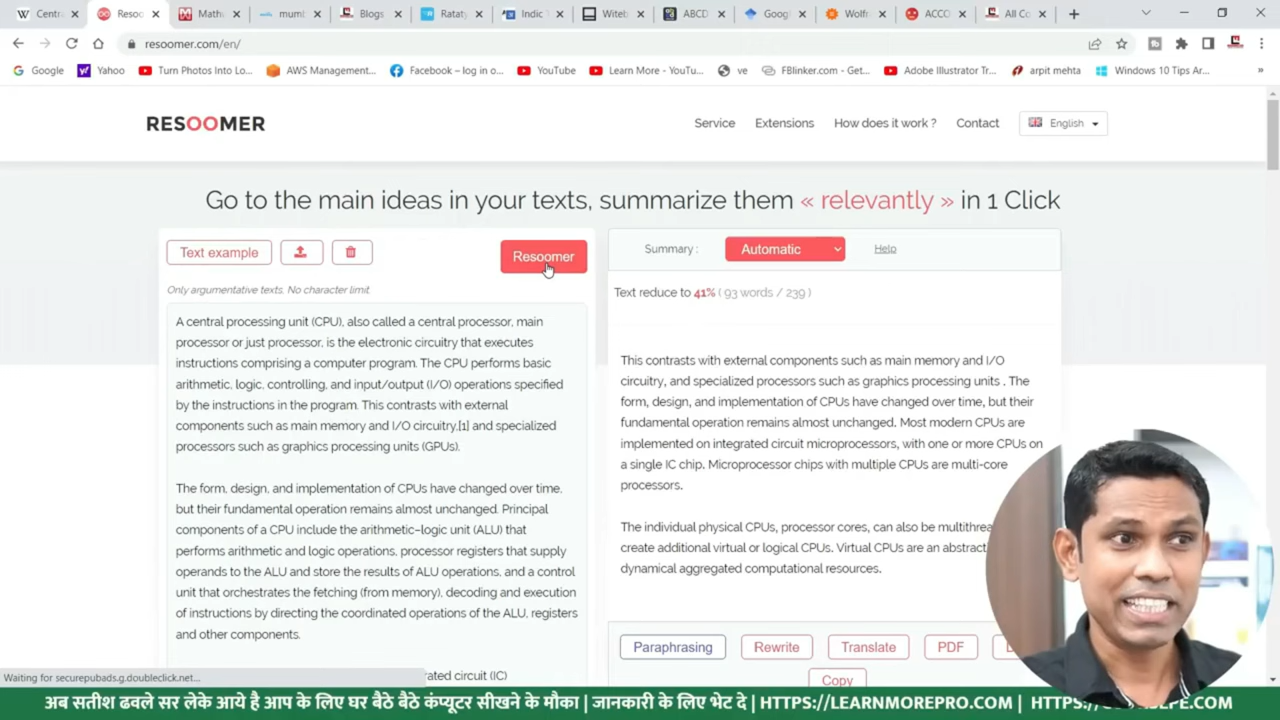 Centr
Resoo
Mathe
mumb
Blogs
Rataty
Indic
Witeb
ABCD
Goog
Wolfr
ACCO
All Co
resoomer.com/en/
Google
Yahoo
Turn Photos Into Lo...
AWS Management...
Facebook – log in o...
YouTube
Learn More - YouTu...
ve
FBlinker.com - Get...
Adobe Illustrator Tr...
arpit mehta
Windows 10 Tips Ar...
RESOOMER
Service
Extensions
How does it work ?
Contact
English
Go to the main ideas in your texts, summarize them « relevantly » in 1 Click
Text example
Resoomer
Only argumentative texts. No character limit.
A central processing unit (CPU), also called a central processor, main
processor or just processor, is the electronic circuitry that executes
instructions comprising a computer program. The CPU performs basic
arithmetic, logic, controlling, and input/output (I/O) operations specified
by the instructions in the program. This contrasts with external
components such as main memory and I/O circuitry,[1] and specialized
processors such as graphics processing units (GPUs).
The form, design, and implementation of CPUs have changed over time,
but their fundamental operation remains almost unchanged. Principal
components of a CPU include the arithmetic–logic unit (ALU) that
performs arithmetic and logic operations, processor registers that supply
operands to the ALU and store the results of ALU operations, and a control
unit that orchestrates the fetching (from memory), decoding and execution
of instructions by directing the coordinated operations of the ALU, registers
and other components.
rated circuit (IC)
Summary :
Automatic
Help
Text reduce to 41% ( 93 words / 239 )
This contrasts with external components such as main memory and I/O
circuitry, and specialized processors such as graphics processing units . The
form, design, and implementation of CPUs have changed over time, but their
fundamental operation remains almost unchanged. Most modern CPUs are
implemented on integrated circuit microprocessors, with one or more CPUs on
a single IC chip. Microprocessor chips with multiple CPUs are multi-core
processors.
The individual physical CPUs, processor cores, can also be multithrea
create additional virtual or logical CPUs. Virtual CPUs are an abstract
dynamical aggregated computational resources.
Paraphrasing
Rewrite
Translate
PDF
Copy
Waiting for securepubads.g.doubleclick.net...
अब सतीश ढवले सर लेके आये है आप के लिए घर बैठे बैठे कंप्यूटर सीखने के मौका | जानकारी के लिए भेट दे | HTTPS://LEARNMOREPRO.COM | HTTPS://